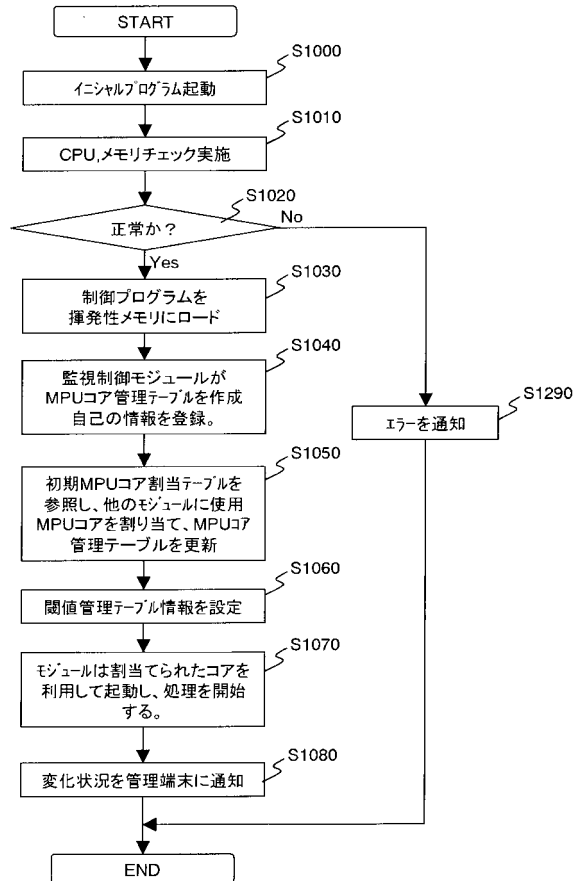 START
S1000
イニシャルプログラム起動
S1010
CPU,メモリチェック実施
S1020
正常か？
No
Yes
S1030
制御プログラムを
揮発性メモリにロード
S1040
監視制御モジュールが
MPUコア管理テーブルを作成
自己の情報を登録。
S1290
エラーを通知
S1050
初期MPUコア割当テーブルを
参照し、他のモジュールに使用
MPUコアを割り当て、MPUコア
管理テーブルを更新
S1060
閾値管理テーブル情報を設定
S1070
モジュールは割当てられたコアを
利用して起動し、処理を開始
する。
S1080
変化状況を管理端末に通知
END